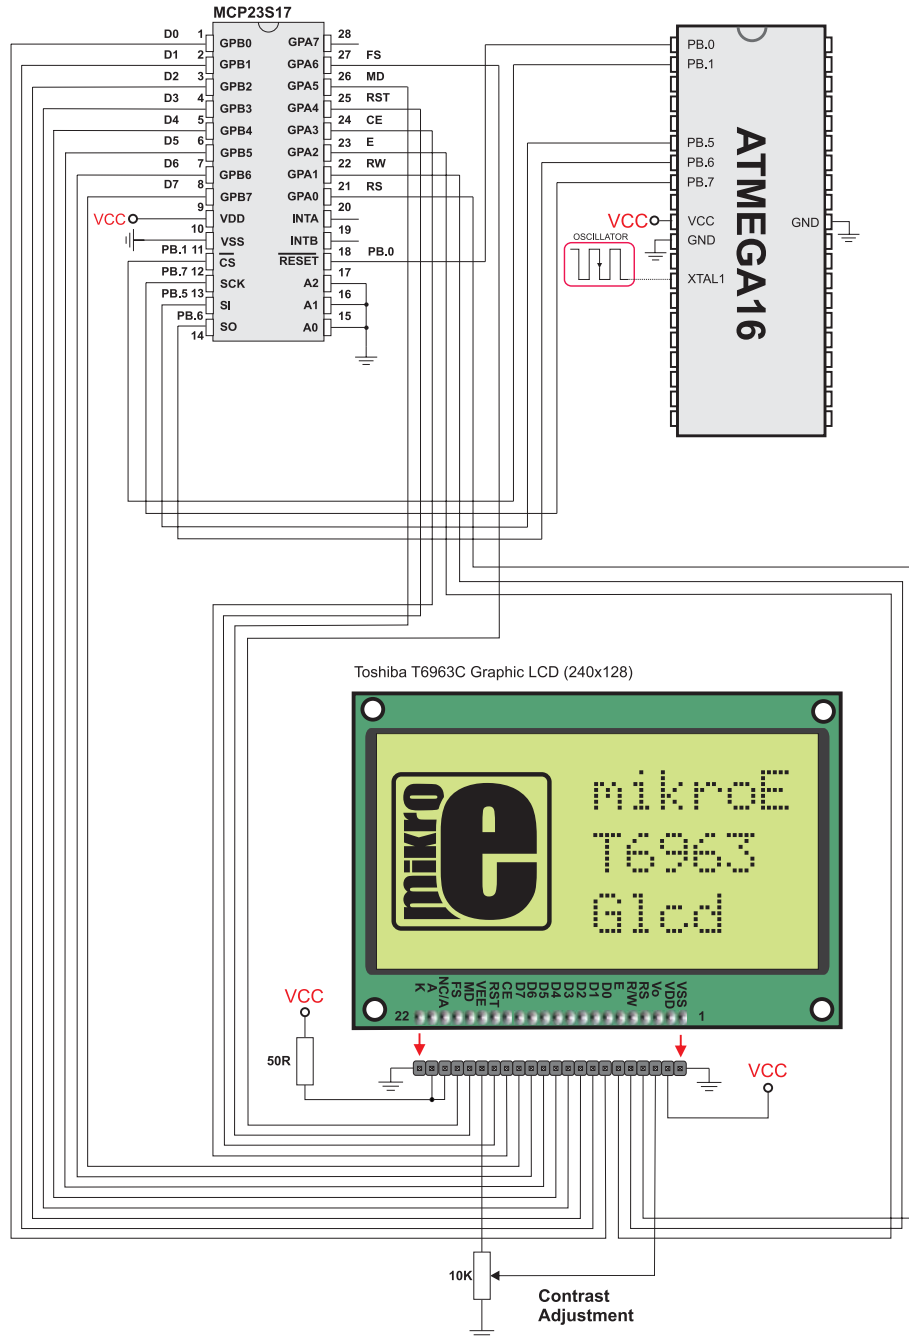 MCP23S17
D0 1 GPB0 GPA7 28
D1 2 GPB1 GPA6 27 FS
D2 3 GPB2 GPA5 26 MD
D3 4 GPB3 GPA4 25 RST
D4 5 GPB4 GPA3 24 CE
D5 6 GPB5 GPA2 23 E
D6 7 GPB6 GPA1 22 RW
D7 8 GPB7 GPA0 21 RS
VCC 9 VDD INTA 20
10 VSS INTB 19
PB.1 11 CS RESET 18 PB.0
PB.7 12 SCK A2 17
PB.5 13 SI A1 16
PB.6 14 SO A0 15
ATMEGA16
PB.0
PB.1
PB.5
PB.6
PB.7
VCC VCC GND
GND
OSCILLATOR
XTAL1
Toshiba T6963C Graphic LCD (240x128)
mikro e
mikroE
T6963
Glcd
K A NC/A FS MD VEE RST CE D7 D6 D5 D4 D3 D2 D1 D0 E R/W RS Vo VDD VSS
22 1
VCC
50R
VCC
10K
Contrast
Adjustment